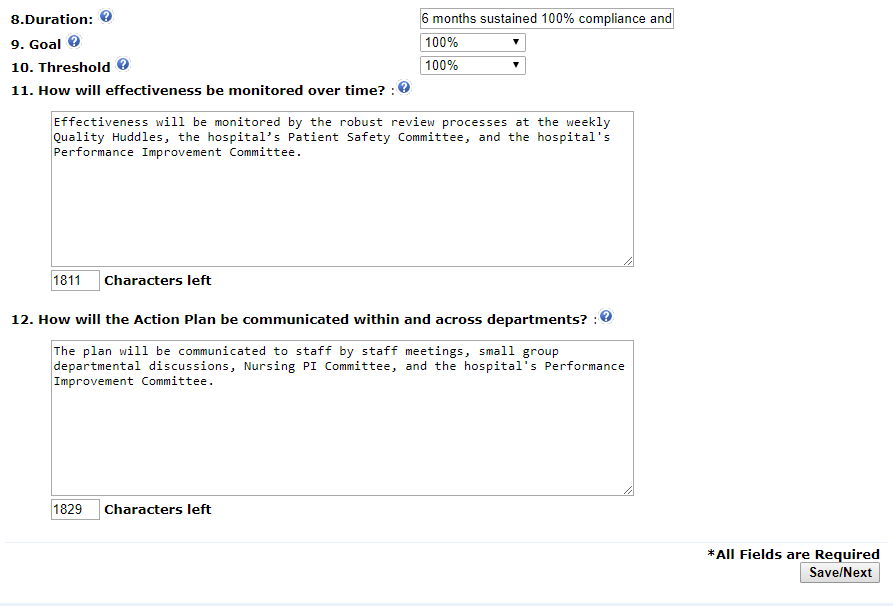 8.Duration: ? 6 months sustained 100% compliance and
9. Goal ? 100%
10. Threshold ? 100%
11. How will effectiveness be monitored over time? : ?
Effectiveness will be monitored by the robust review processes at the weekly
Quality Huddles, the hospital’s Patient Safety Committee, and the hospital's
Performance Improvement Committee.
1811 Characters left
12. How will the Action Plan be communicated within and across departments? : ?
The plan will be communicated to staff by staff meetings, small group
departmental discussions, Nursing PI Committee, and the hospital's Performance
Improvement Committee.
1829 Characters left
*All Fields are Required
Save/Next